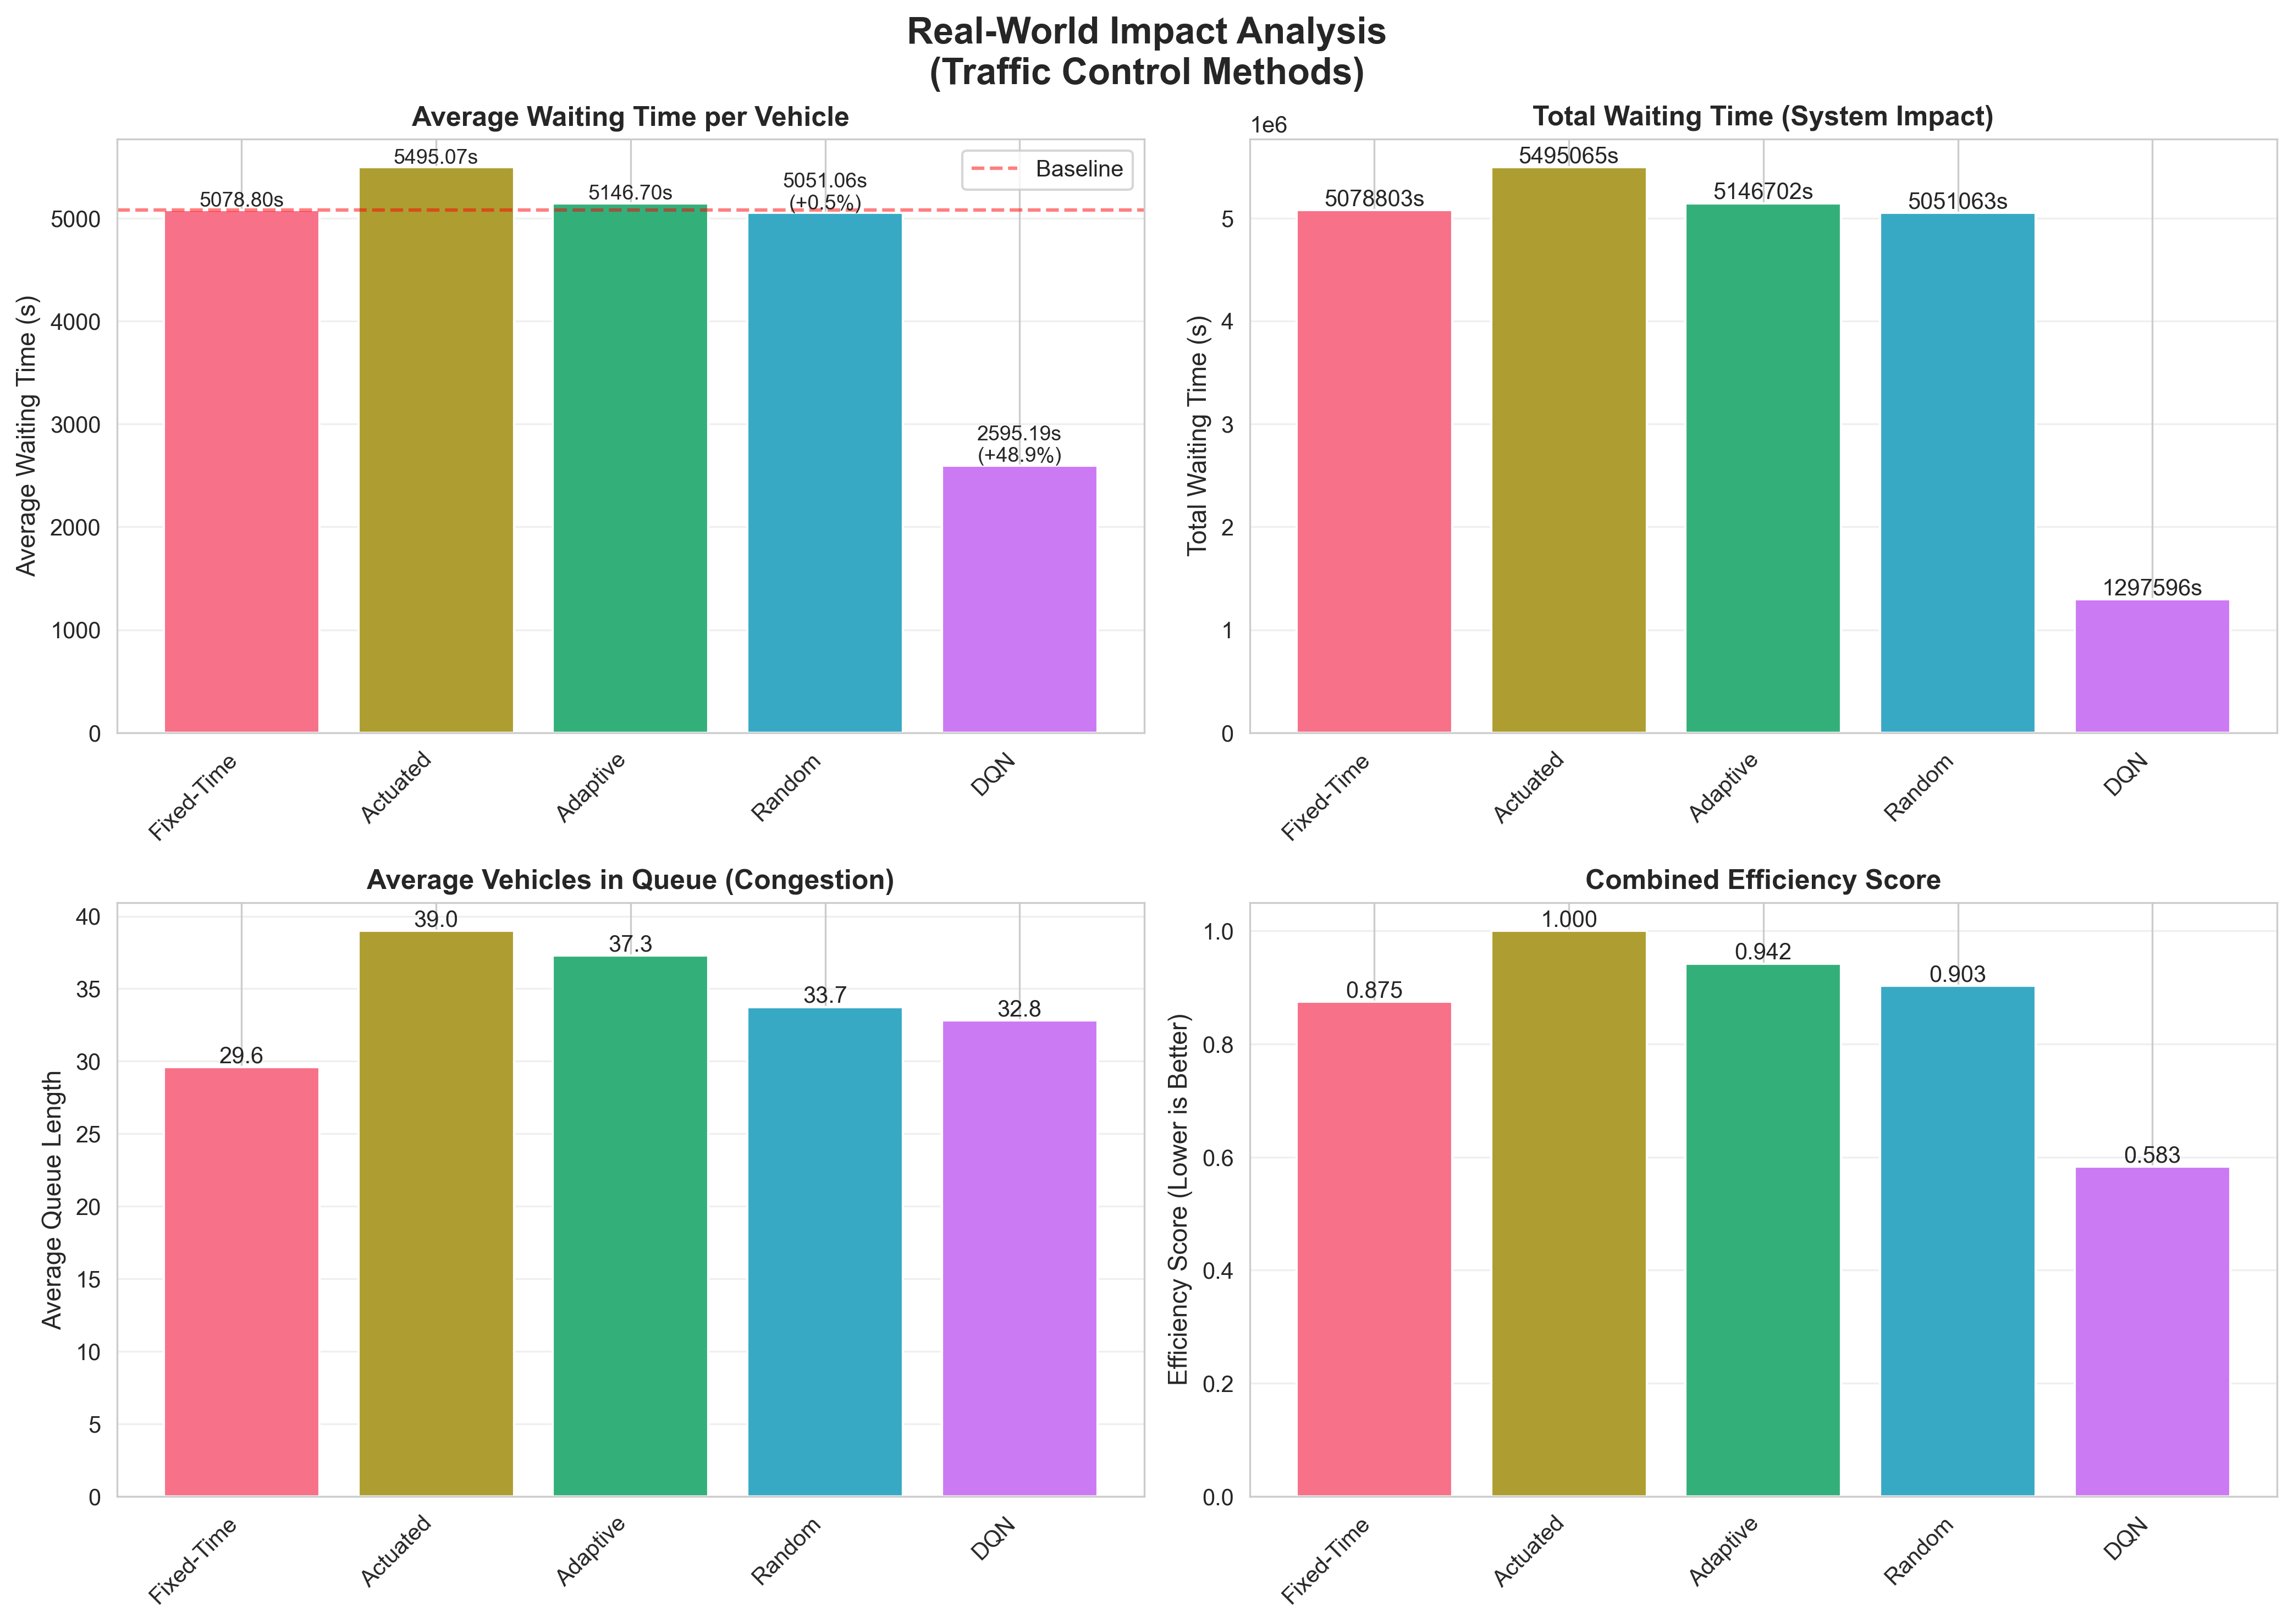 Real-World Impact Analysis
(Traffic Control Methods)
Average Waiting Time per Vehicle
Average Waiting Time (s)
5000
4000
3000
2000
1000
0
5078.80s
5495.07s
5146.70s
5051.06s
(+0.5%)
2595.19s
(+48.9%)
Baseline
Fixed-Time
Actuated
Adaptive
Random
DQN
Total Waiting Time (System Impact)
1e6
Total Waiting Time (s)
5
4
3
2
1
0
5078803s
5495065s
5146702s
5051063s
1297596s
Fixed-Time
Actuated
Adaptive
Random
DQN
Average Vehicles in Queue (Congestion)
Average Queue Length
40
35
30
25
20
15
10
5
0
29.6
39.0
37.3
33.7
32.8
Fixed-Time
Actuated
Adaptive
Random
DQN
Combined Efficiency Score
Efficiency Score (Lower is Better)
1.0
0.8
0.6
0.4
0.2
0.0
0.875
1.000
0.942
0.903
0.583
Fixed-Time
Actuated
Adaptive
Random
DQN